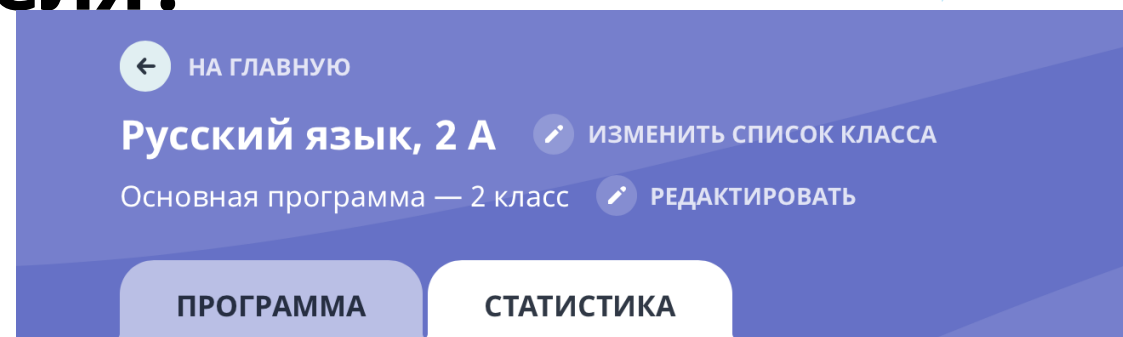 НА ГЛАВНУЮ
Русский язык, 2 А ИЗМЕНИТЬ СПИСОК КЛАССА
Основная программа — 2 класс РЕДАКТИРОВАТЬ
ПРОГРАММА СТАТИСТИКА